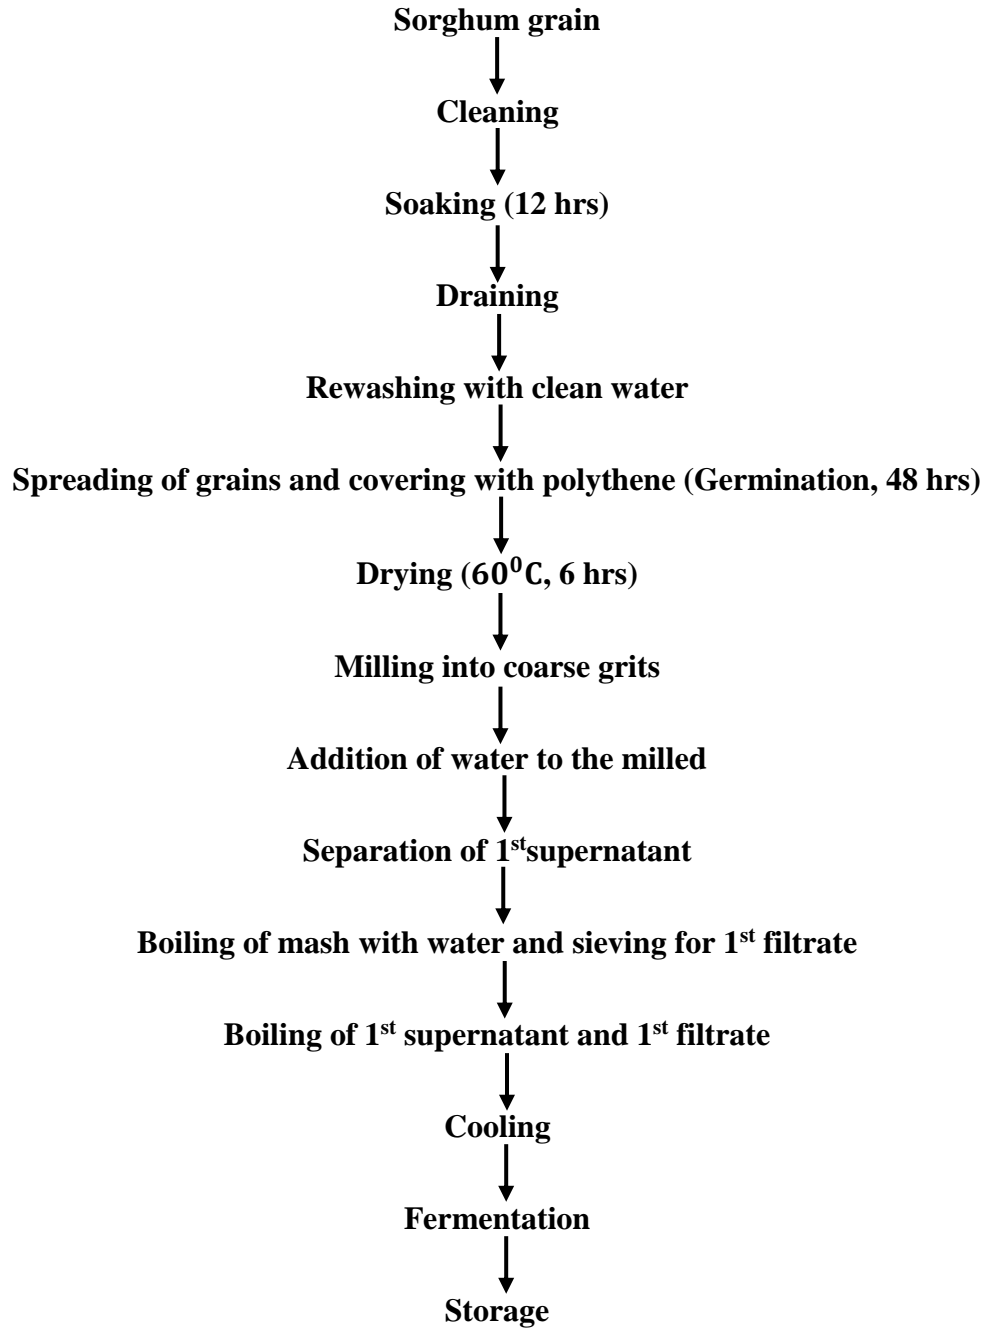 Sorghum grain
Cleaning
Soaking (12 hrs)
Draining
Rewashing with clean water
Spreading of grains and covering with polythene (Germination, 48 hrs)
Drying (60⁰C, 6 hrs)
Milling into coarse grits
Addition of water to the milled
Separation of 1ˢᵗsupernatant
Boiling of mash with water and sieving for 1ˢᵗ filtrate
Boiling of 1ˢᵗ supernatant and 1ˢᵗ filtrate
Cooling
Fermentation
Storage